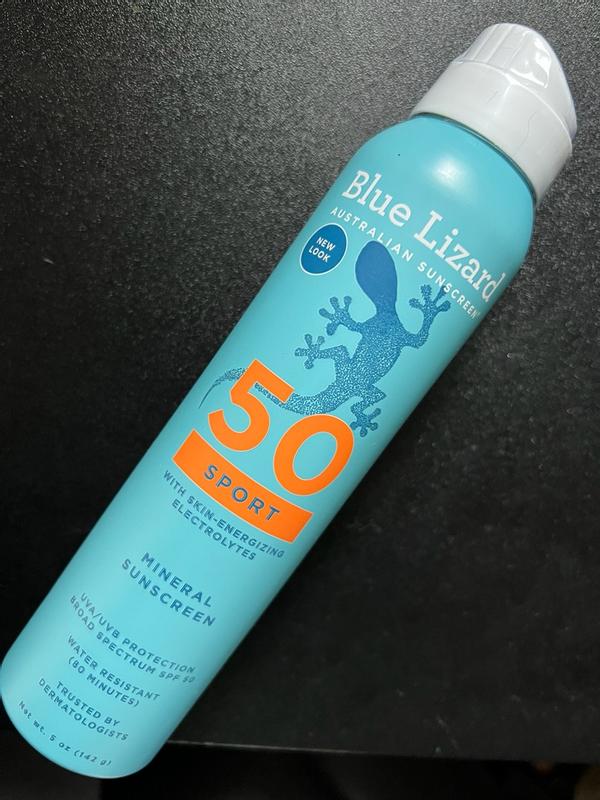 Blue Lizard
AUSTRALIAN SUNSCREEN
NEW
LOOK
50
SPORT
WITH SKIN-ENERGIZING
ELECTROLYTES
MINERAL
SUNSCREEN
UVA/UVB PROTECTION
BROAD SPECTRUM SPF 50
WATER RESISTANT
(80 MINUTES)
TRUSTED BY
DERMATOLOGISTS
Net wt. 5 oz (142 g)